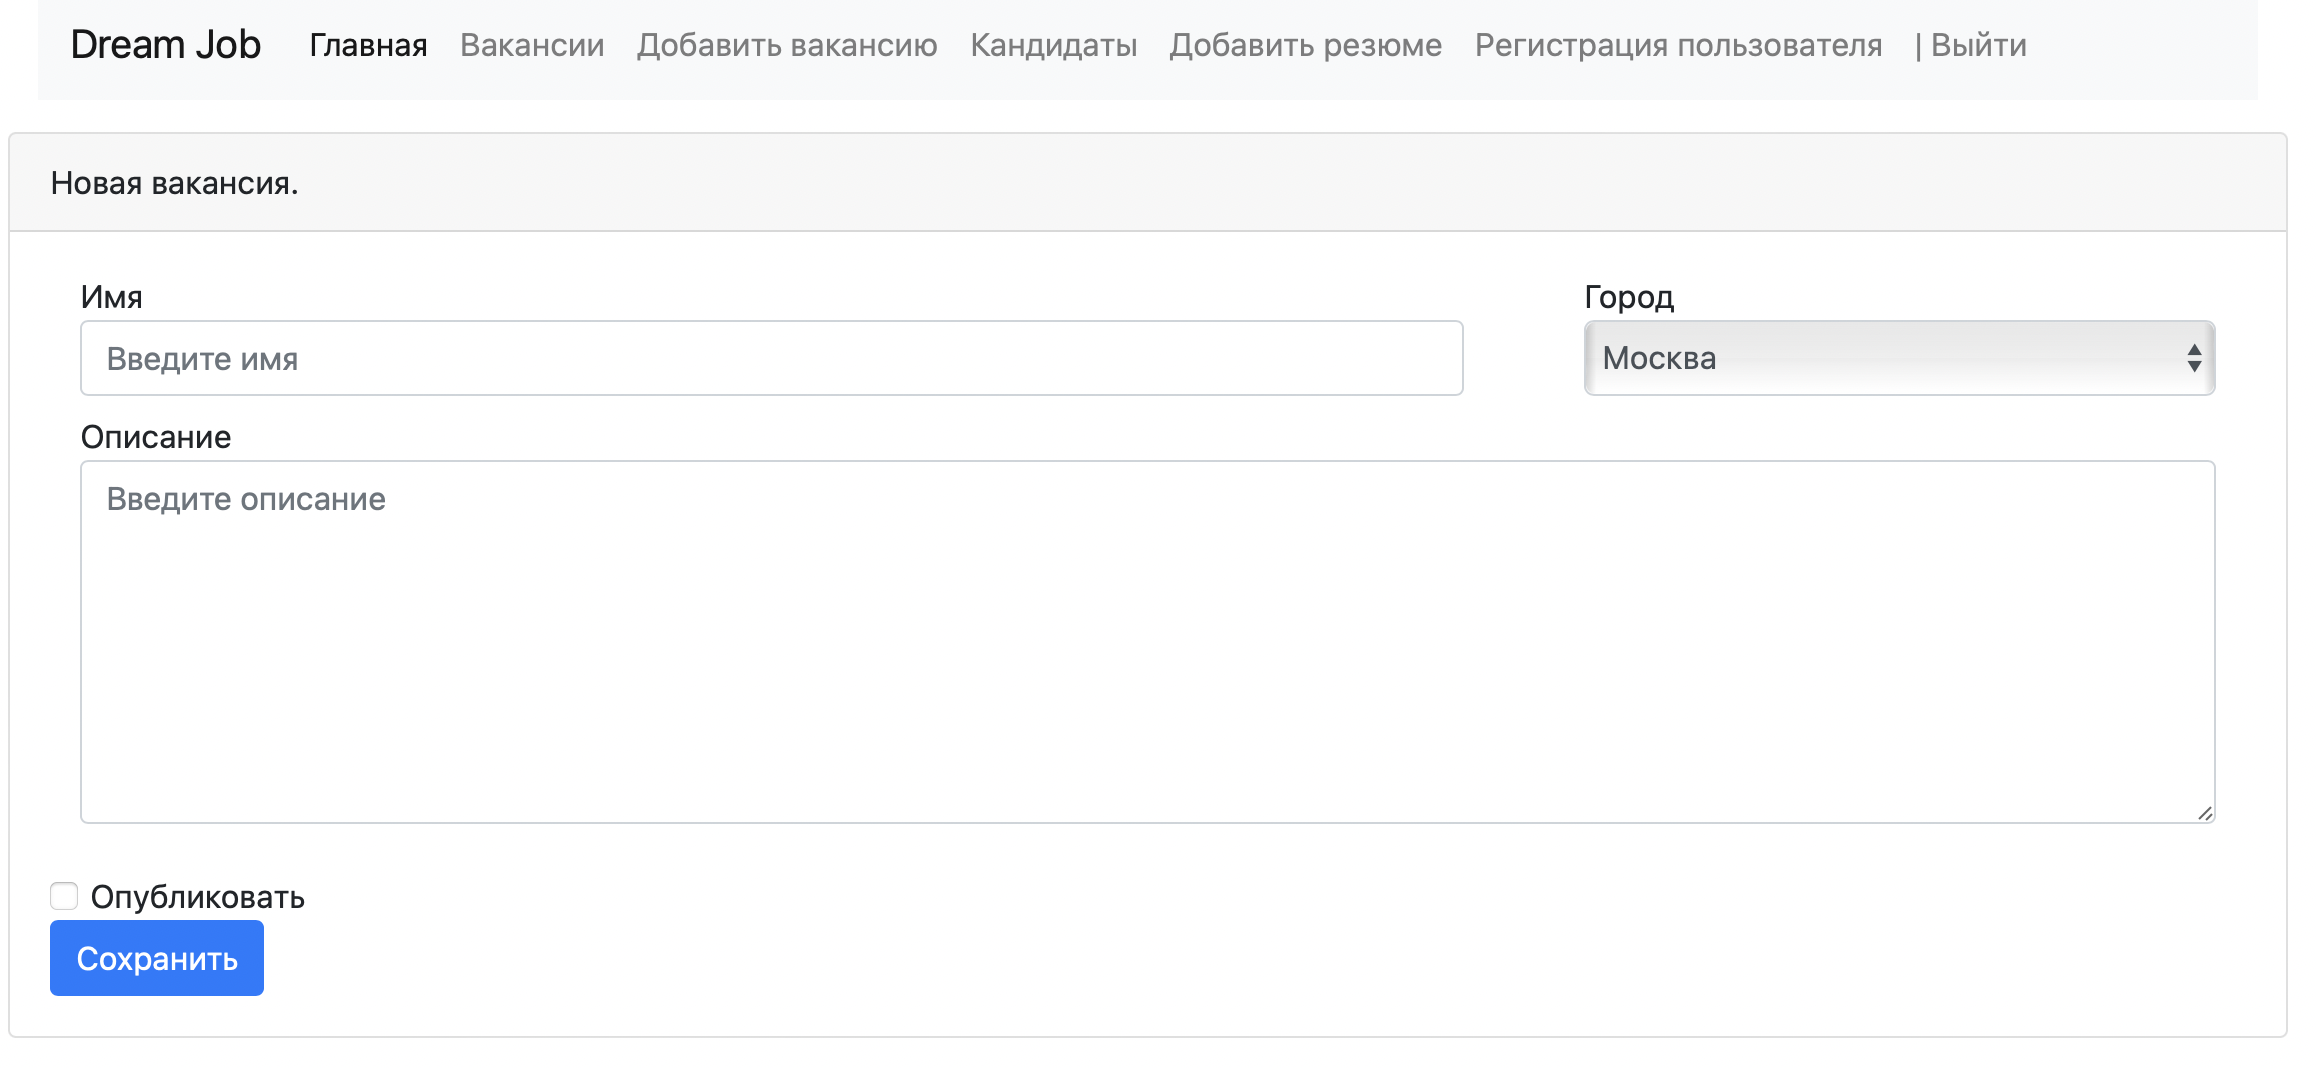 Dream Job Главная Вакансии Добавить вакансию Кандидаты Добавить резюме Регистрация пользователя | Выйти
Новая вакансия.
Имя Город
Введите имя Москва
Описание
Введите описание
Опубликовать
Сохранить